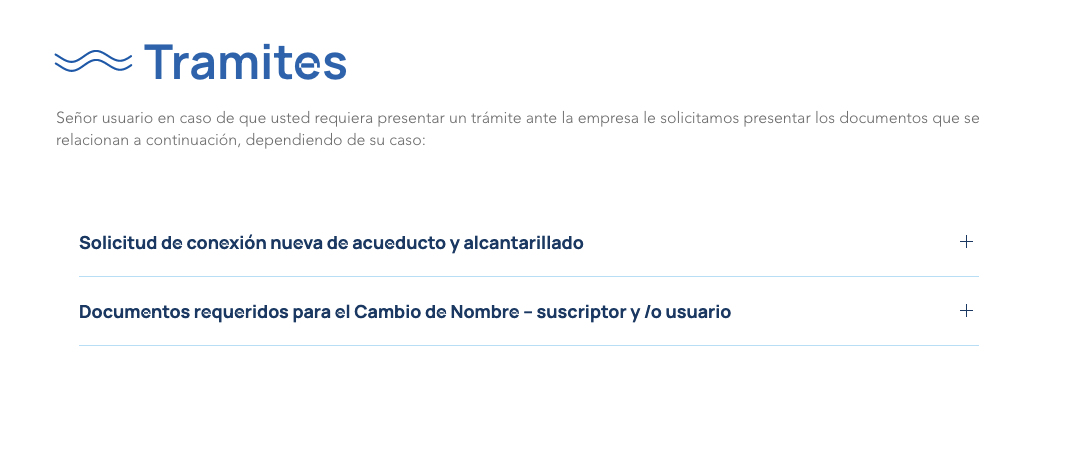 Tramites
Señor usuario en caso de que usted requiera presentar un trámite ante la empresa le solicitamos presentar los documentos que se
relacionan a continuación, dependiendo de su caso:
Solicitud de conexión nueva de acueducto y alcantarillado
Documentos requeridos para el Cambio de Nombre – suscriptor y /o usuario